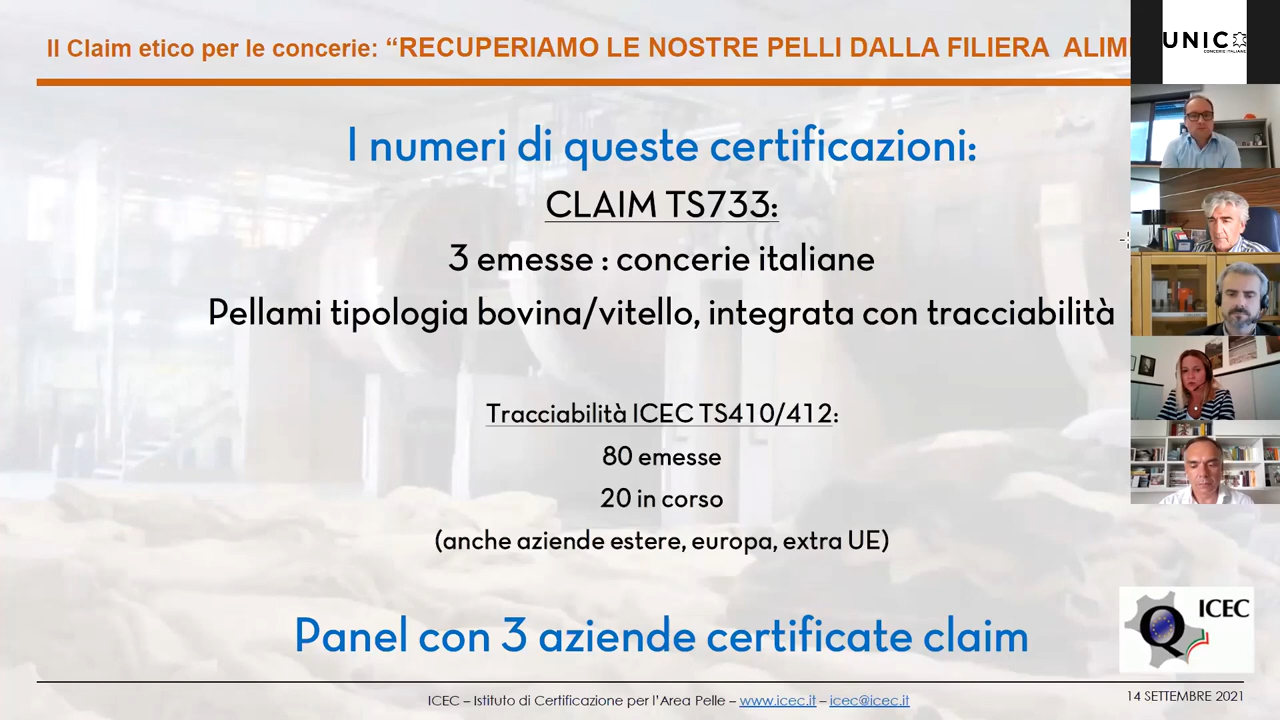 Il Claim etico per le concerie: “RECUPERIAMO LE NOSTRE PELLI DALLA FILIERA
UNIC
CONCERIE ITALIANE
I numeri di queste certificazioni:
CLAIM TS733:
3 emesse : concerie italiane
Pellami tipologia bovina/vitello, integrata con tracciabilità
Tracciabilità ICEC TS410/412:
80 emesse
20 in corso
(anche aziende estere, europa, extra UE)
Panel con 3 aziende certificate claim
Q ICEC
ICEC – Istituto di Certificazione per l’Area Pelle – www.icec.it – icec@icec.it
14 SETTEMBRE 2021